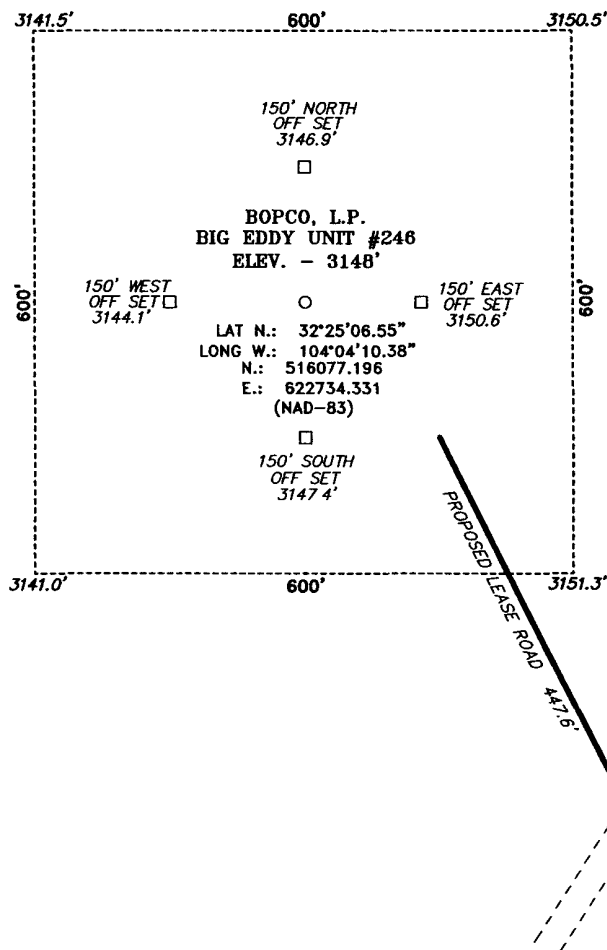 3141.5' 600' 3150.5'
150' NORTH
OFF SET
3146.9'
BOPCO, L.P.
BIG EDDY UNIT #246
ELEV. - 3148'
150' WEST
OFF SET
3144.1'
150' EAST
OFF SET
3150.6'
600'
600'
LAT N.: 32°25'06.55"
LONG W.: 104°04'10.38"
N.: 516077.196
E.: 622734.331
(NAD-83)
150' SOUTH
OFF SET
3147 4'
PROPOSED LEASE ROAD 447.6'
3141.0' 600' 3151.3'